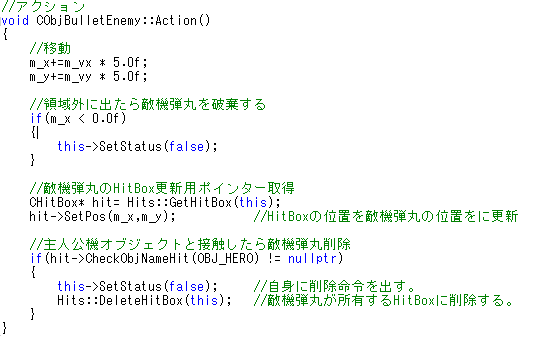 //アクション
void CObjBulletEnemy::Action()
{
//移動
m_x+=m_vx * 5.0f;
m_y+=m_vy * 5.0f;
//領域外に出たら敵機弾丸を破棄する
if(m_x < 0.0f)
{
this->SetStatus(false);
}
//敵機弾丸のHitBox更新用ポインター取得
CHitBox* hit= Hits::GetHitBox(this);
hit->SetPos(m_x,m_y); //HitBoxの位置を敵機弾丸の位置をに更新
//主人公機オブジェクトと接触したら敵機弾丸削除
if(hit->CheckObjNameHit(OBJ_HERO) != nullptr)
{
this->SetStatus(false); //自身に削除命令を出す。
Hits::DeleteHitBox(this); //敵機弾丸が所有するHitBoxに削除する。
}
}